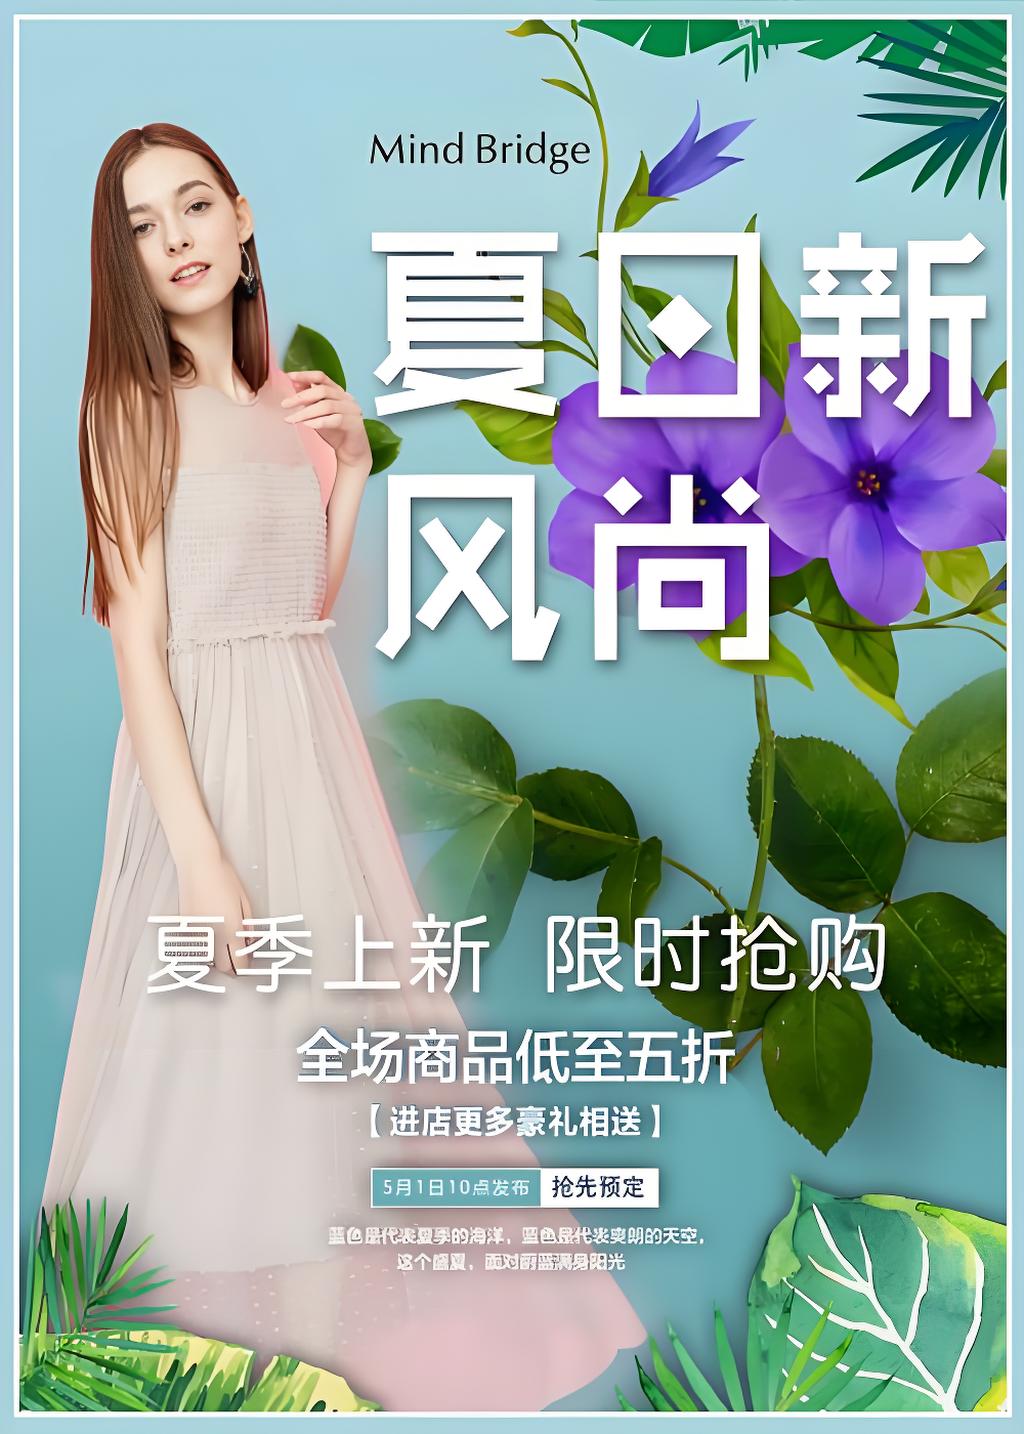 Mind Bridge
夏日新
风尚
夏季上新 限时抢购
全场商品低至五折
【进店更多豪礼相送】
5月1日10点发布 抢先预定
蓝色是代表夏季的海洋，蓝色是代表爽朗的天空，
这个盛夏，面对蔚蓝满身阳光